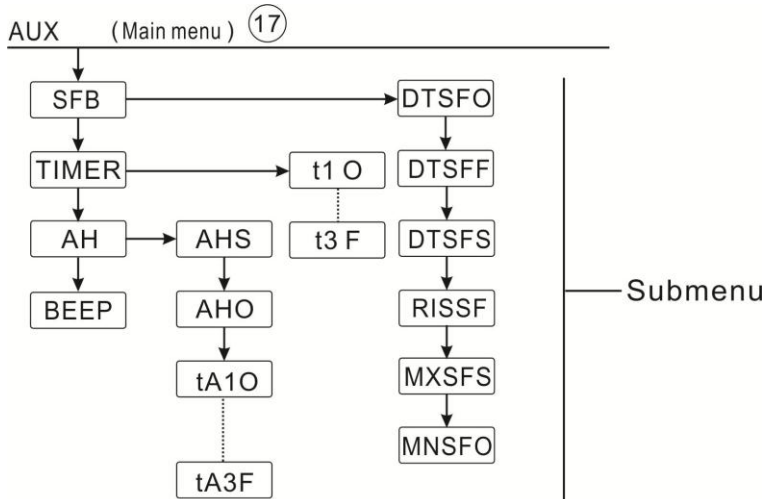 AUX (Main menu) 17
SFB DTSFO
TIMER t1 O DTSFF
AH AHS t3 F DTSFS
BEEP AHO RISSF
Submenu
tA1O MXSFS
MNSFO
tA3F